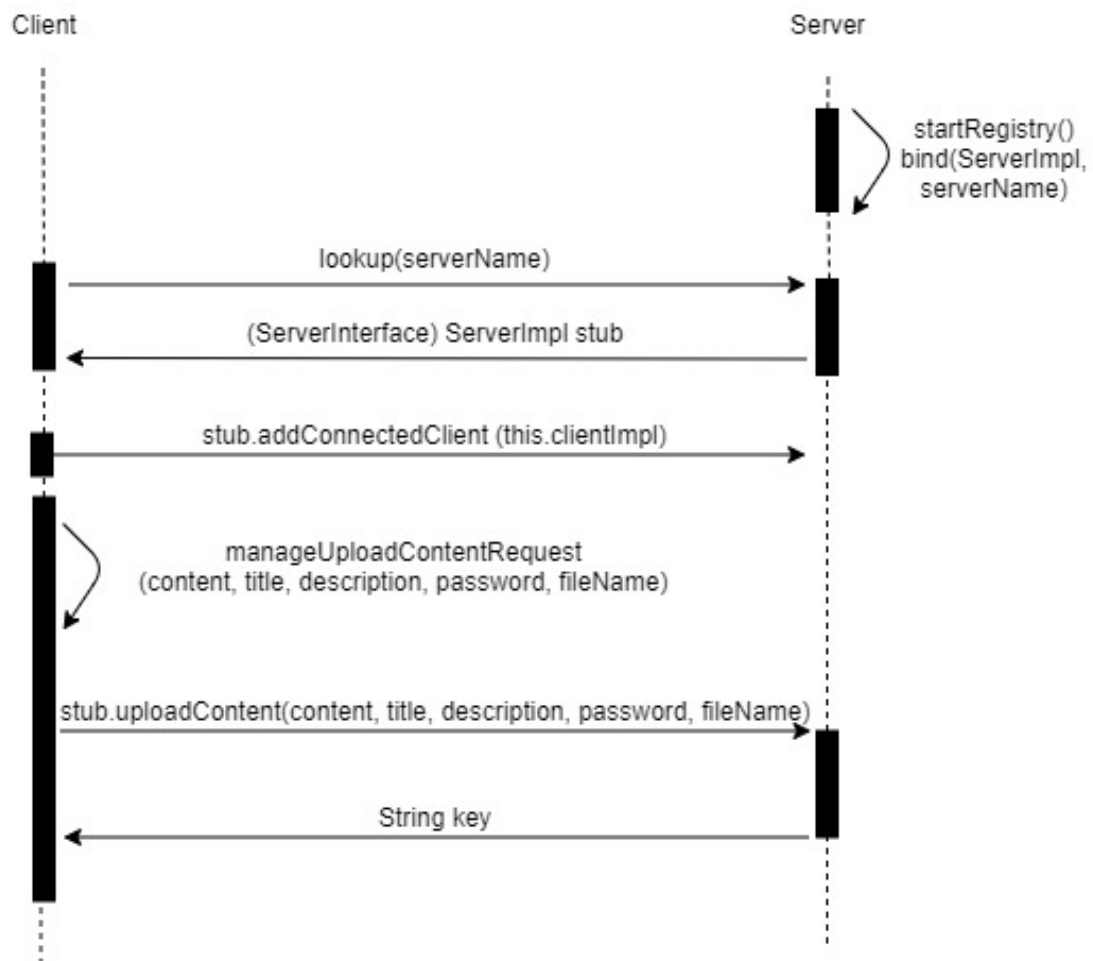 Client
Server
startRegistry()
bind(ServerImpl,
serverName)
lookup(serverName)
(ServerInterface) ServerImpl stub
stub.addConnectedClient (this.clientImpl)
manageUploadContentRequest
(content, title, description, password, fileName)
stub.uploadContent(content, title, description, password, fileName)
String key